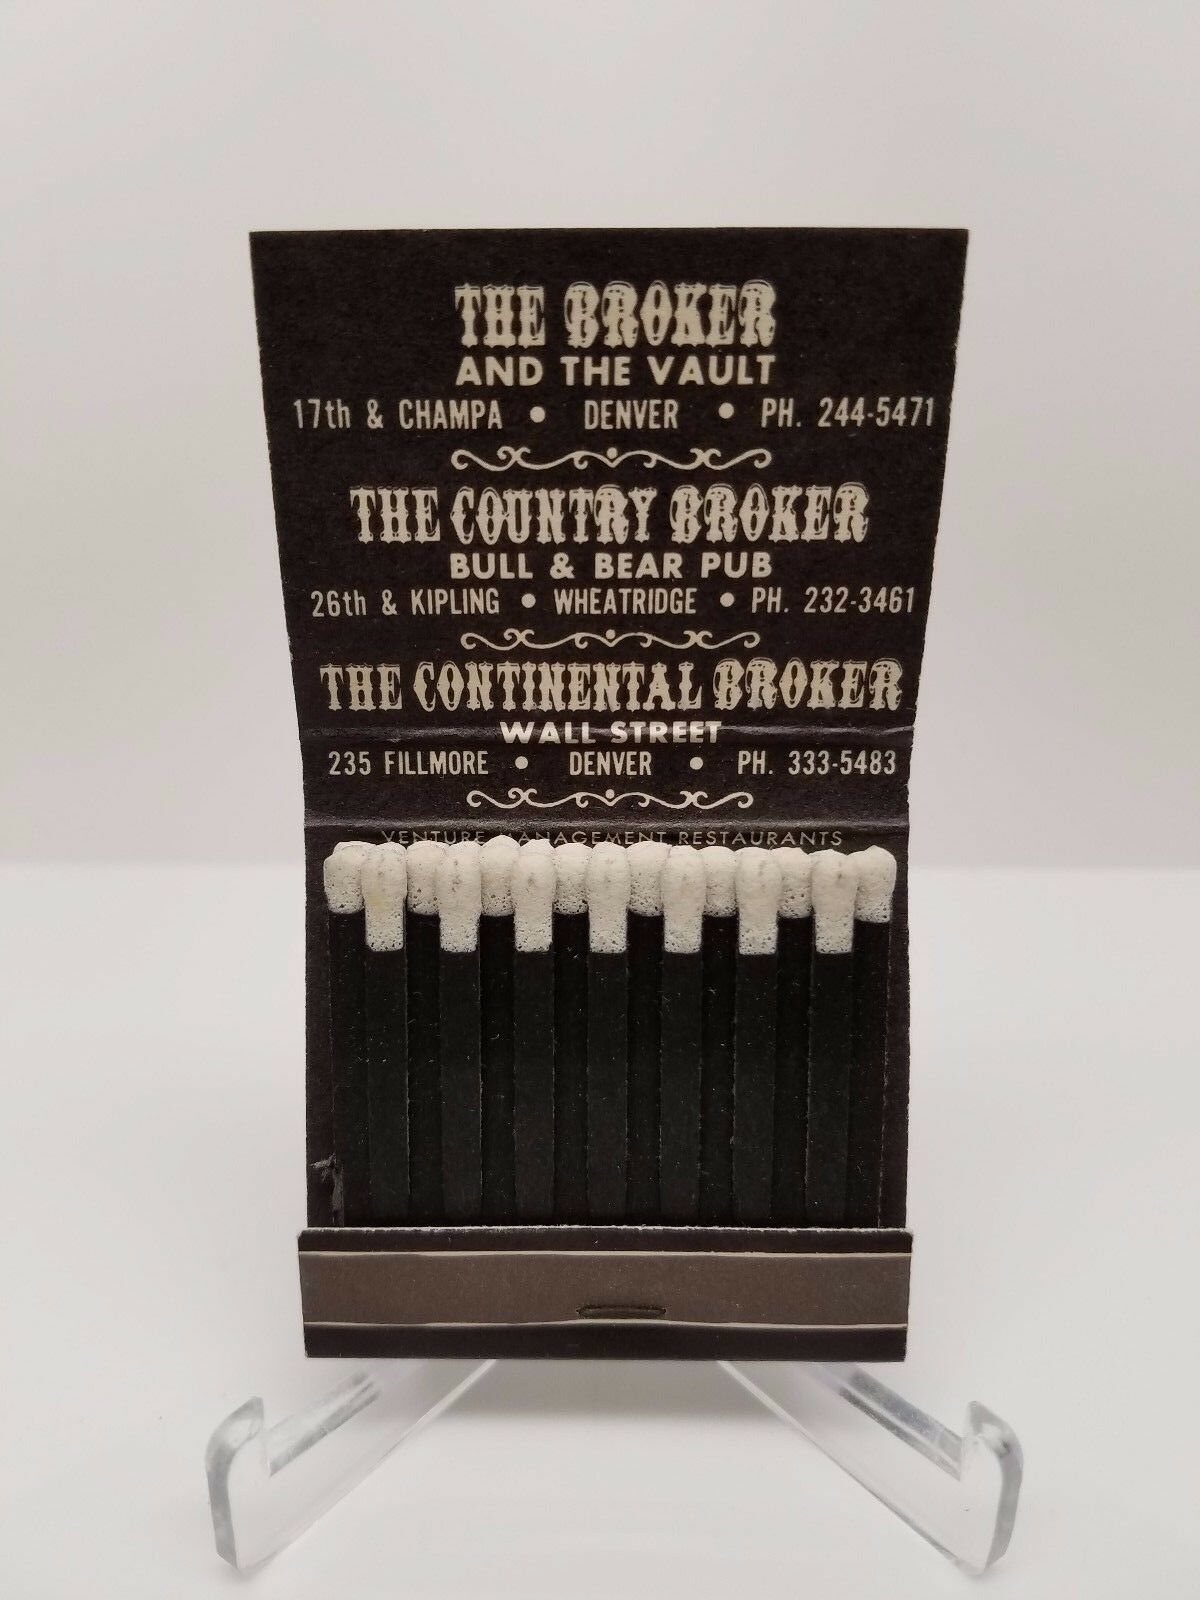 THE BROKER
AND THE VAULT
17th & CHAMPA • DENVER • PH. 244-5471
THE COUNTRY BROKER
BULL & BEAR PUB
26th & KIPLING • WHEATRIDGE • PH. 232-3461
THE CONTINENTAL BROKER
WALL STREET
235 FILLMORE • DENVER • PH. 333-5483
VENTURE MANAGEMENT RESTAURANTS